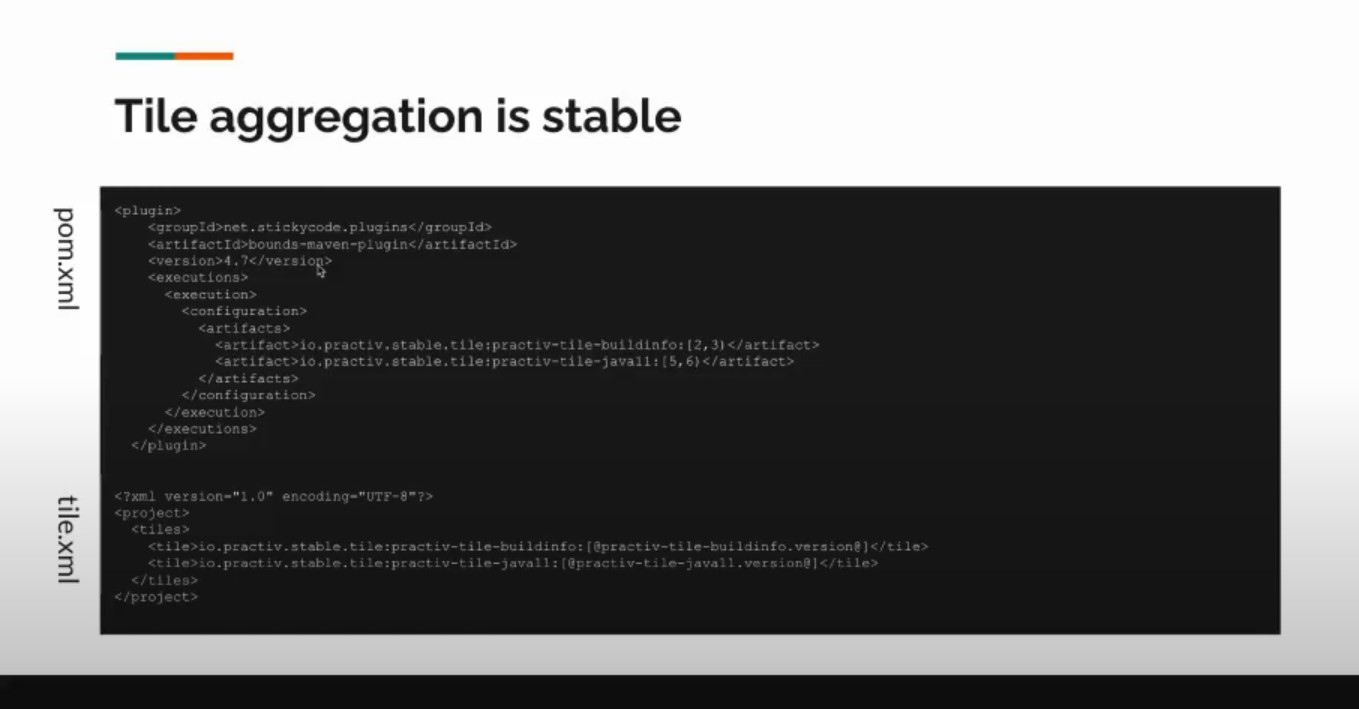 Tile aggregation is stable
pom.xml
<plugin>
<groupId>net.stickycode.plugins</groupId>
<artifactId>bounds-maven-plugin</artifactId>
<version>4.7</version>
<executions>
<execution>
<configuration>
<artifacts>
<artifact>io.practiv.stable.tile:practiv-tile-buildinfo:[2,3)</artifact>
<artifact>io.practiv.stable.tile:practiv-tile-java11:[5,6)</artifact>
</artifacts>
</configuration>
</execution>
</executions>
</plugin>
tile.xml
<?xml version="1.0" encoding="UTF-8"?>
<project>
<tiles>
<tile>io.practiv.stable.tile:practiv-tile-buildinfo:[@practiv-tile-buildinfo.version@]</tile>
<tile>io.practiv.stable.tile:practiv-tile-java11:[@practiv-tile-java11.version@]</tile>
</tiles>
</project>